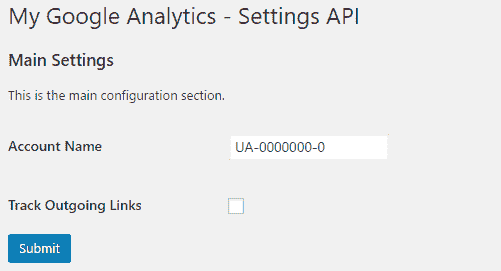 My Google Analytics - Settings API
Main Settings
This is the main configuration section.
Account Name UA-0000000-0
Track Outgoing Links
Submit